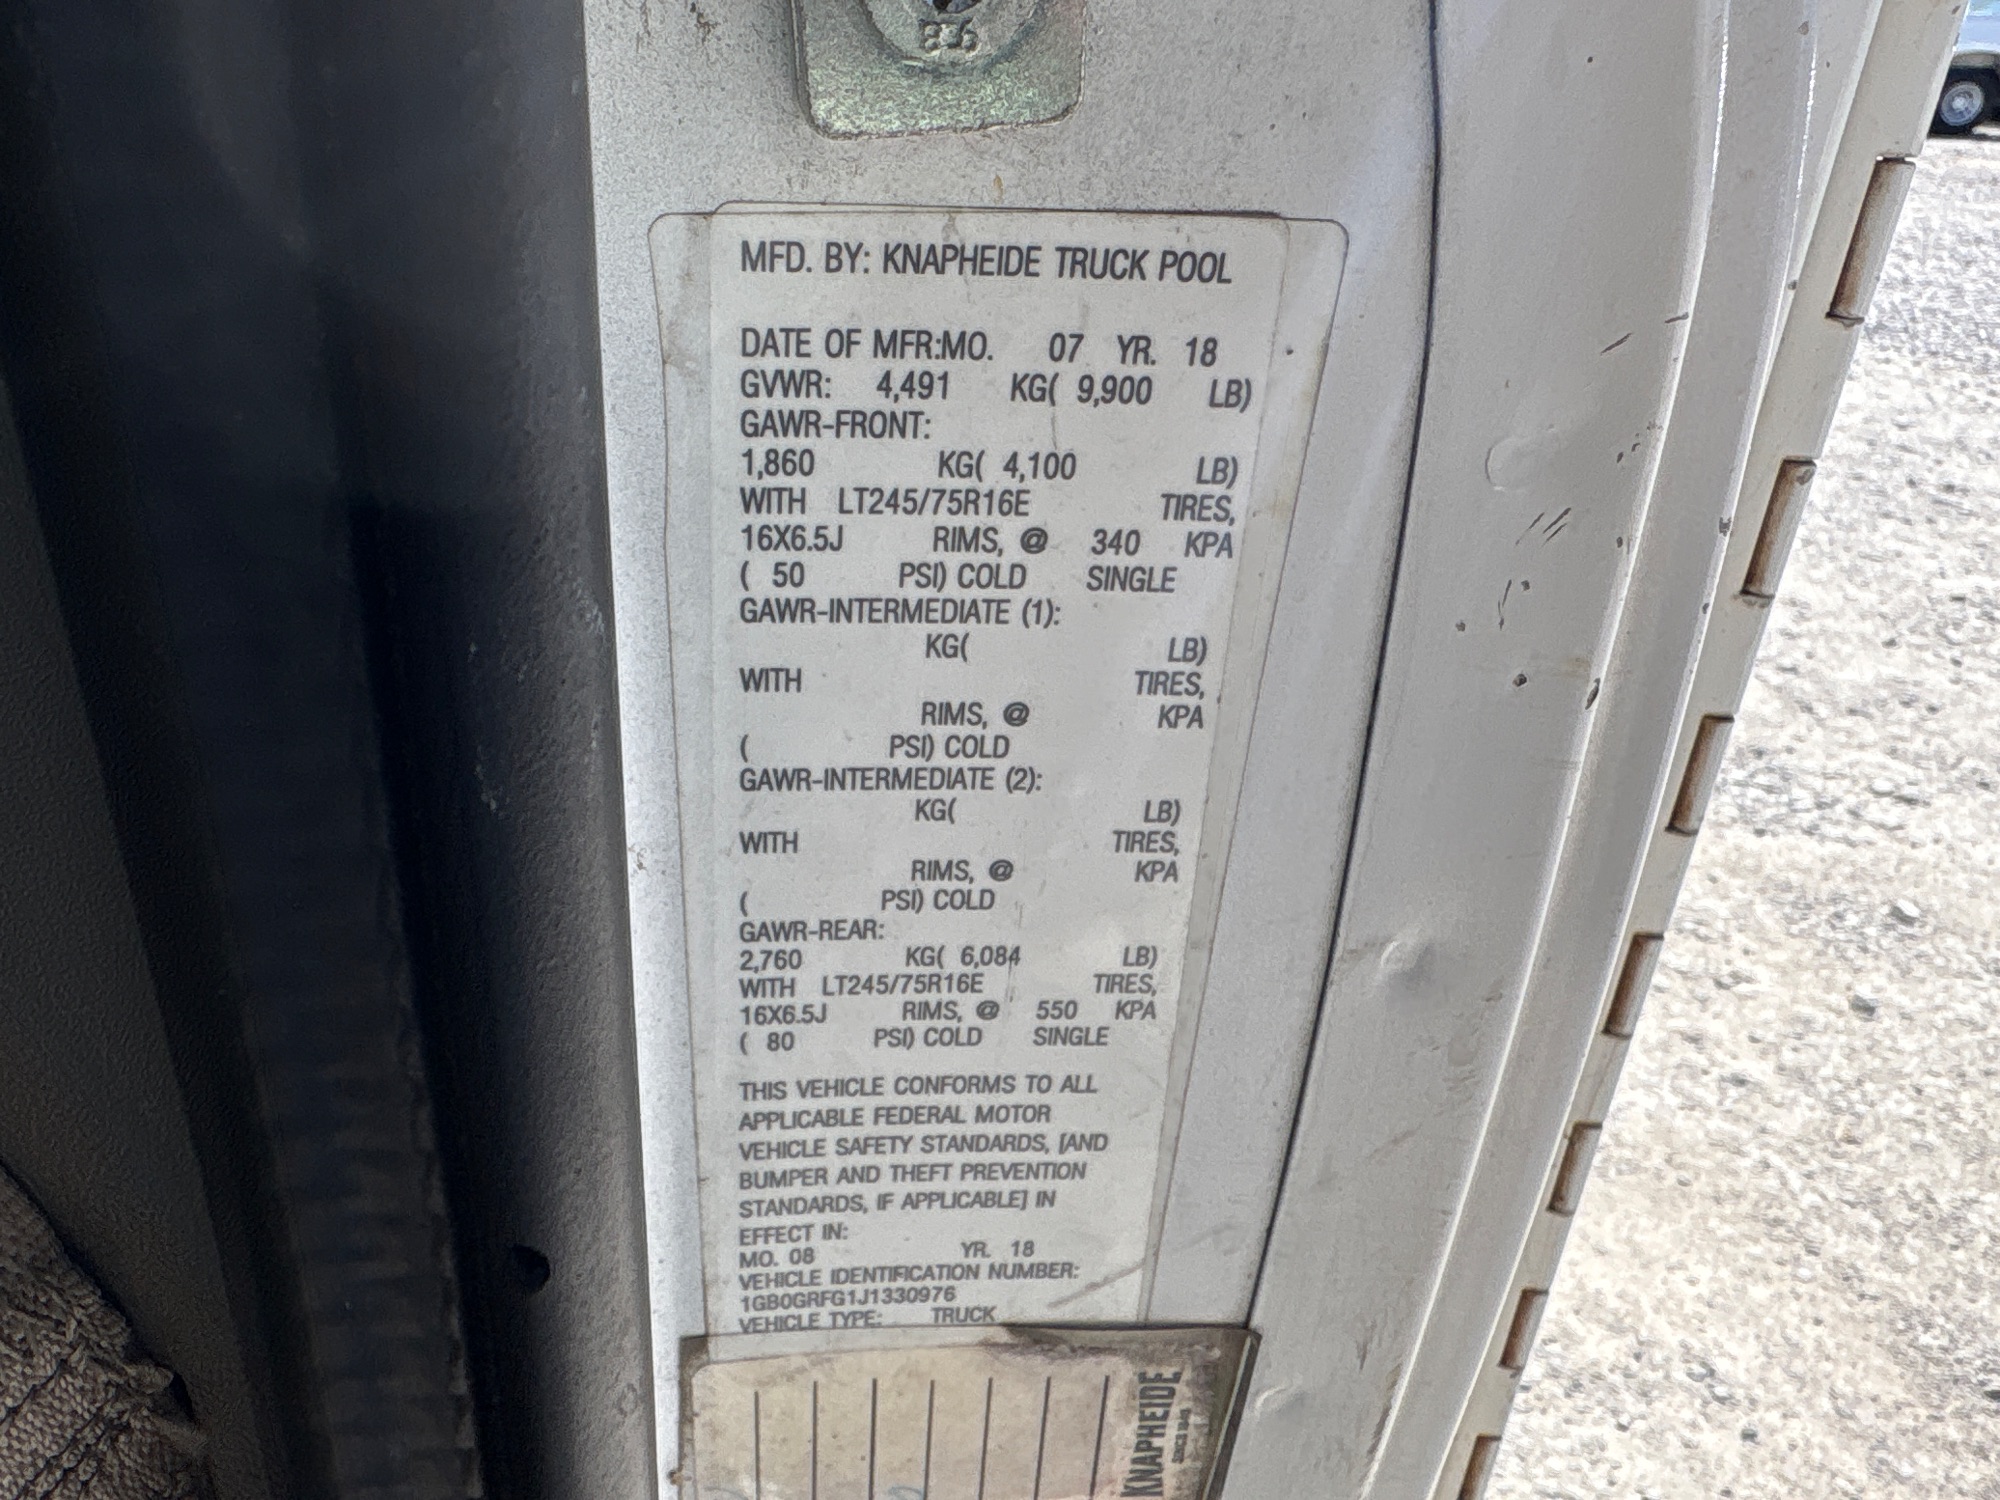 MFD. BY: KNAPHEIDE TRUCK POOL
DATE OF MFR:MO. 07 YR. 18
GVWR: 4,491 KG( 9,900 LB)
GAWR-FRONT:
1,860 KG( 4,100 LB)
WITH LT245/75R16E TIRES,
16X6.5J RIMS, @ 340 KPA
( 50 PSI) COLD SINGLE
GAWR-INTERMEDIATE (1):
KG( LB)
WITH TIRES,
RIMS, @ KPA
( PSI) COLD
GAWR-INTERMEDIATE (2):
KG( LB)
WITH TIRES,
RIMS, @ KPA
( PSI) COLD
GAWR-REAR:
2,760 KG( 6,084 LB)
WITH LT245/75R16E TIRES,
16X6.5J RIMS, @ 550 KPA
( 80 PSI) COLD SINGLE
THIS VEHICLE CONFORMS TO ALL
APPLICABLE FEDERAL MOTOR
VEHICLE SAFETY STANDARDS, [AND
BUMPER AND THEFT PREVENTION
STANDARDS, IF APPLICABLE] IN
EFFECT IN:
MO. 08 YR. 18
VEHICLE IDENTIFICATION NUMBER:
1GB0GRFG1J1330976
VEHICLE TYPE: TRUCK
KNAPHEIDE